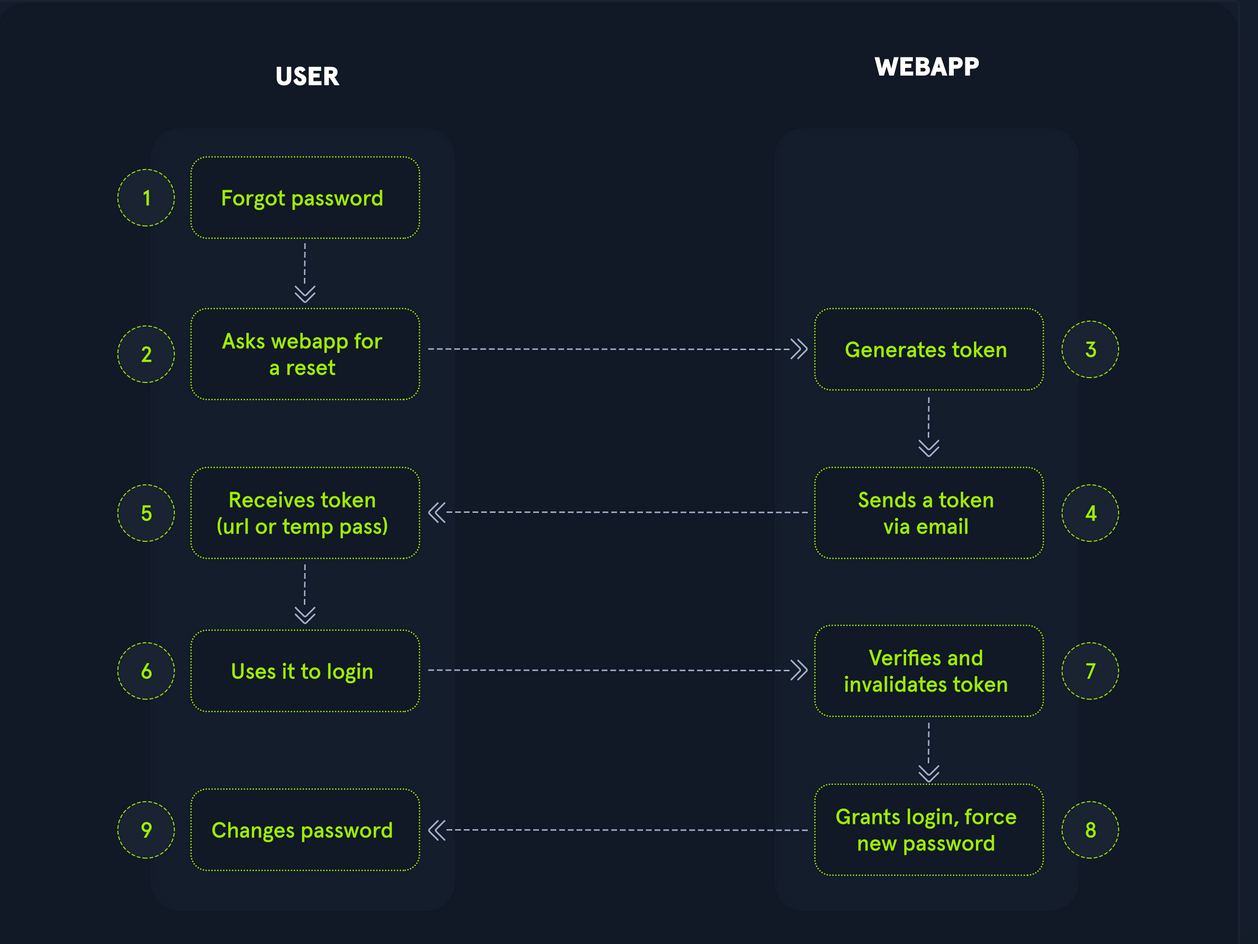 USER
WEBAPP
1
Forgot password
2
Asks webapp for
a reset
Generates token
3
5
Receives token
(url or temp pass)
Sends a token
via email
4
6
Uses it to login
Verifies and
invalidates token
7
9
Changes password
Grants login, force
new password
8